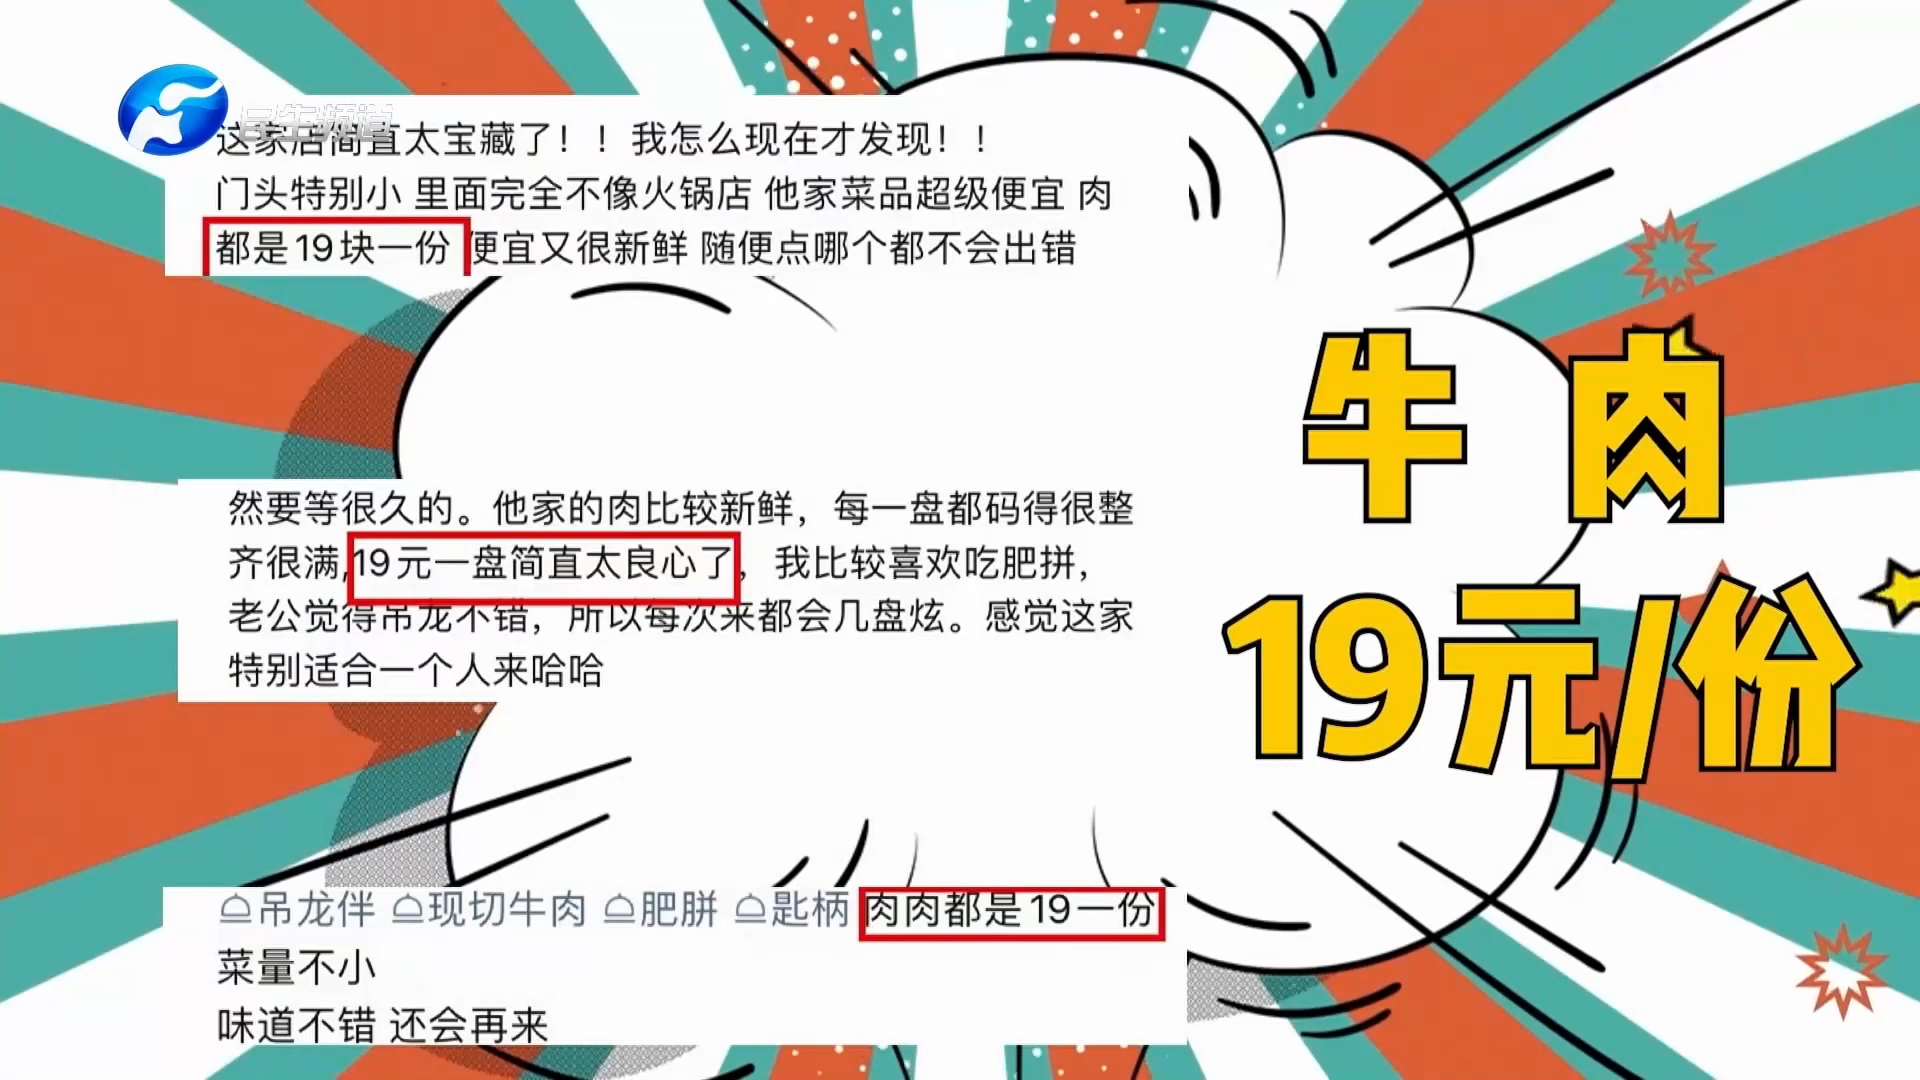 民生频道
这家店简直太宝藏了！！我怎么现在才发现！！
门头特别小 里面完全不像火锅店 他家菜品超级便宜 肉
都是19块一份 便宜又很新鲜 随便点哪个都不会出错
然要等很久的。他家的肉比较新鲜，每一盘都码得很整
齐很满,19元一盘简直太良心了，我比较喜欢吃肥拼，
老公觉得吊龙不错，所以每次来都会几盘炫。感觉这家
特别适合一个人来哈哈
牛肉
19元/份
吊龙伴 现切牛肉 肥胼 匙柄 肉肉都是19一份
菜量不小
味道不错 还会再来